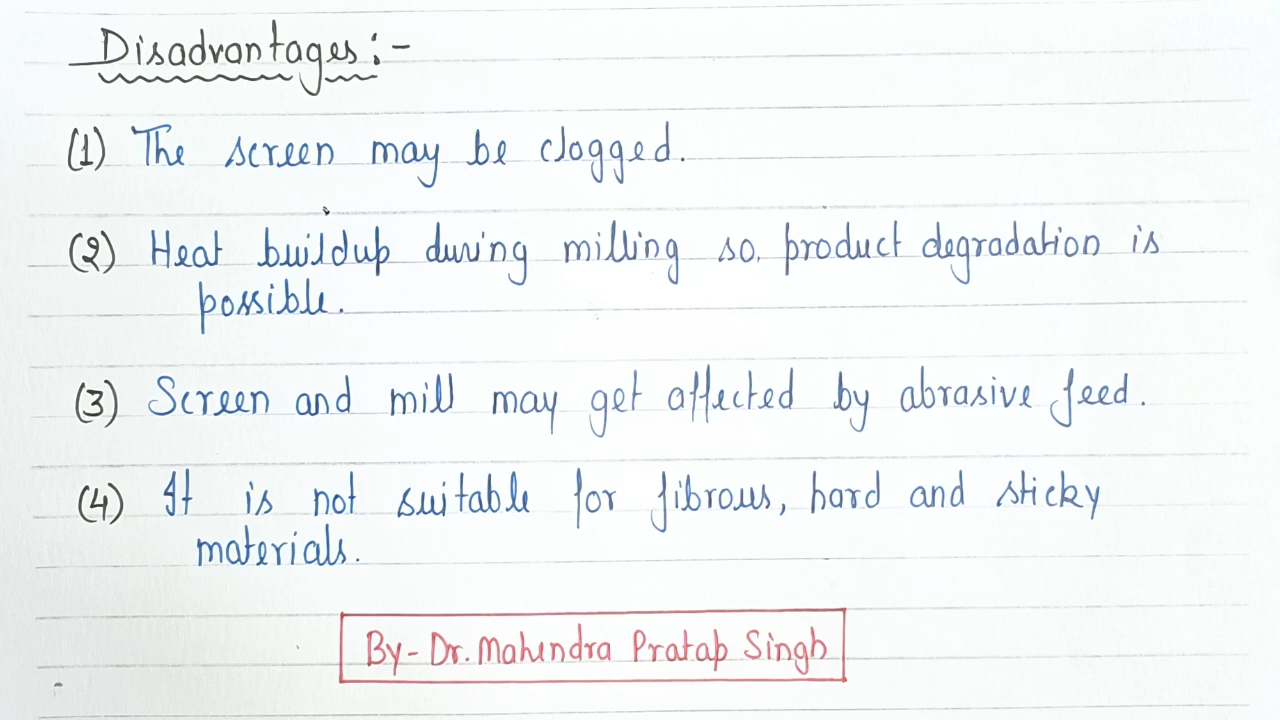 Disadvantages:-
(1) The screen may be clogged.
(2) Heat buildup during milling so, product degradation is
possible.
(3) Screen and mill may get affected by abrasive feed.
(4) It is not suitable for fibrous, hard and sticky
materials.
By- Dr. Mahendra Pratap Singh